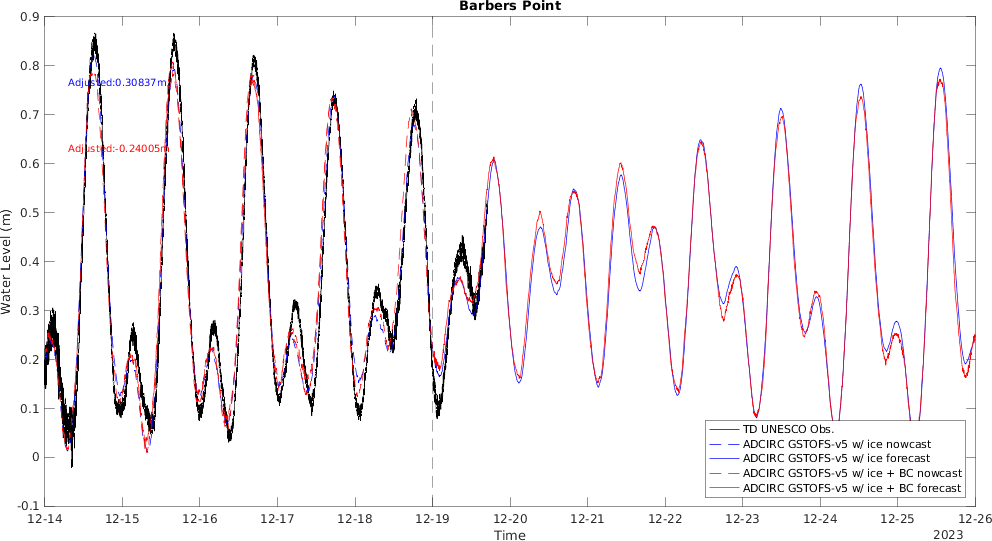 Barbers Point
0.9
0.8
0.7
0.6
0.5
0.4
0.3
0.2
0.1
0
-0.1
Water Level (m)
Adjusted:0.30837m
Adjusted:-0.24005m
TD UNESCO Obs.
ADCIRC GSTOFS-v5 w/ ice nowcast
ADCIRC GSTOFS-v5 w/ ice forecast
ADCIRC GSTOFS-v5 w/ ice + BC nowcast
ADCIRC GSTOFS-v5 w/ ice + BC forecast
12-14 12-15 12-16 12-17 12-18 12-19 12-20 12-21 12-22 12-23 12-24 12-25 12-26
Time
2023